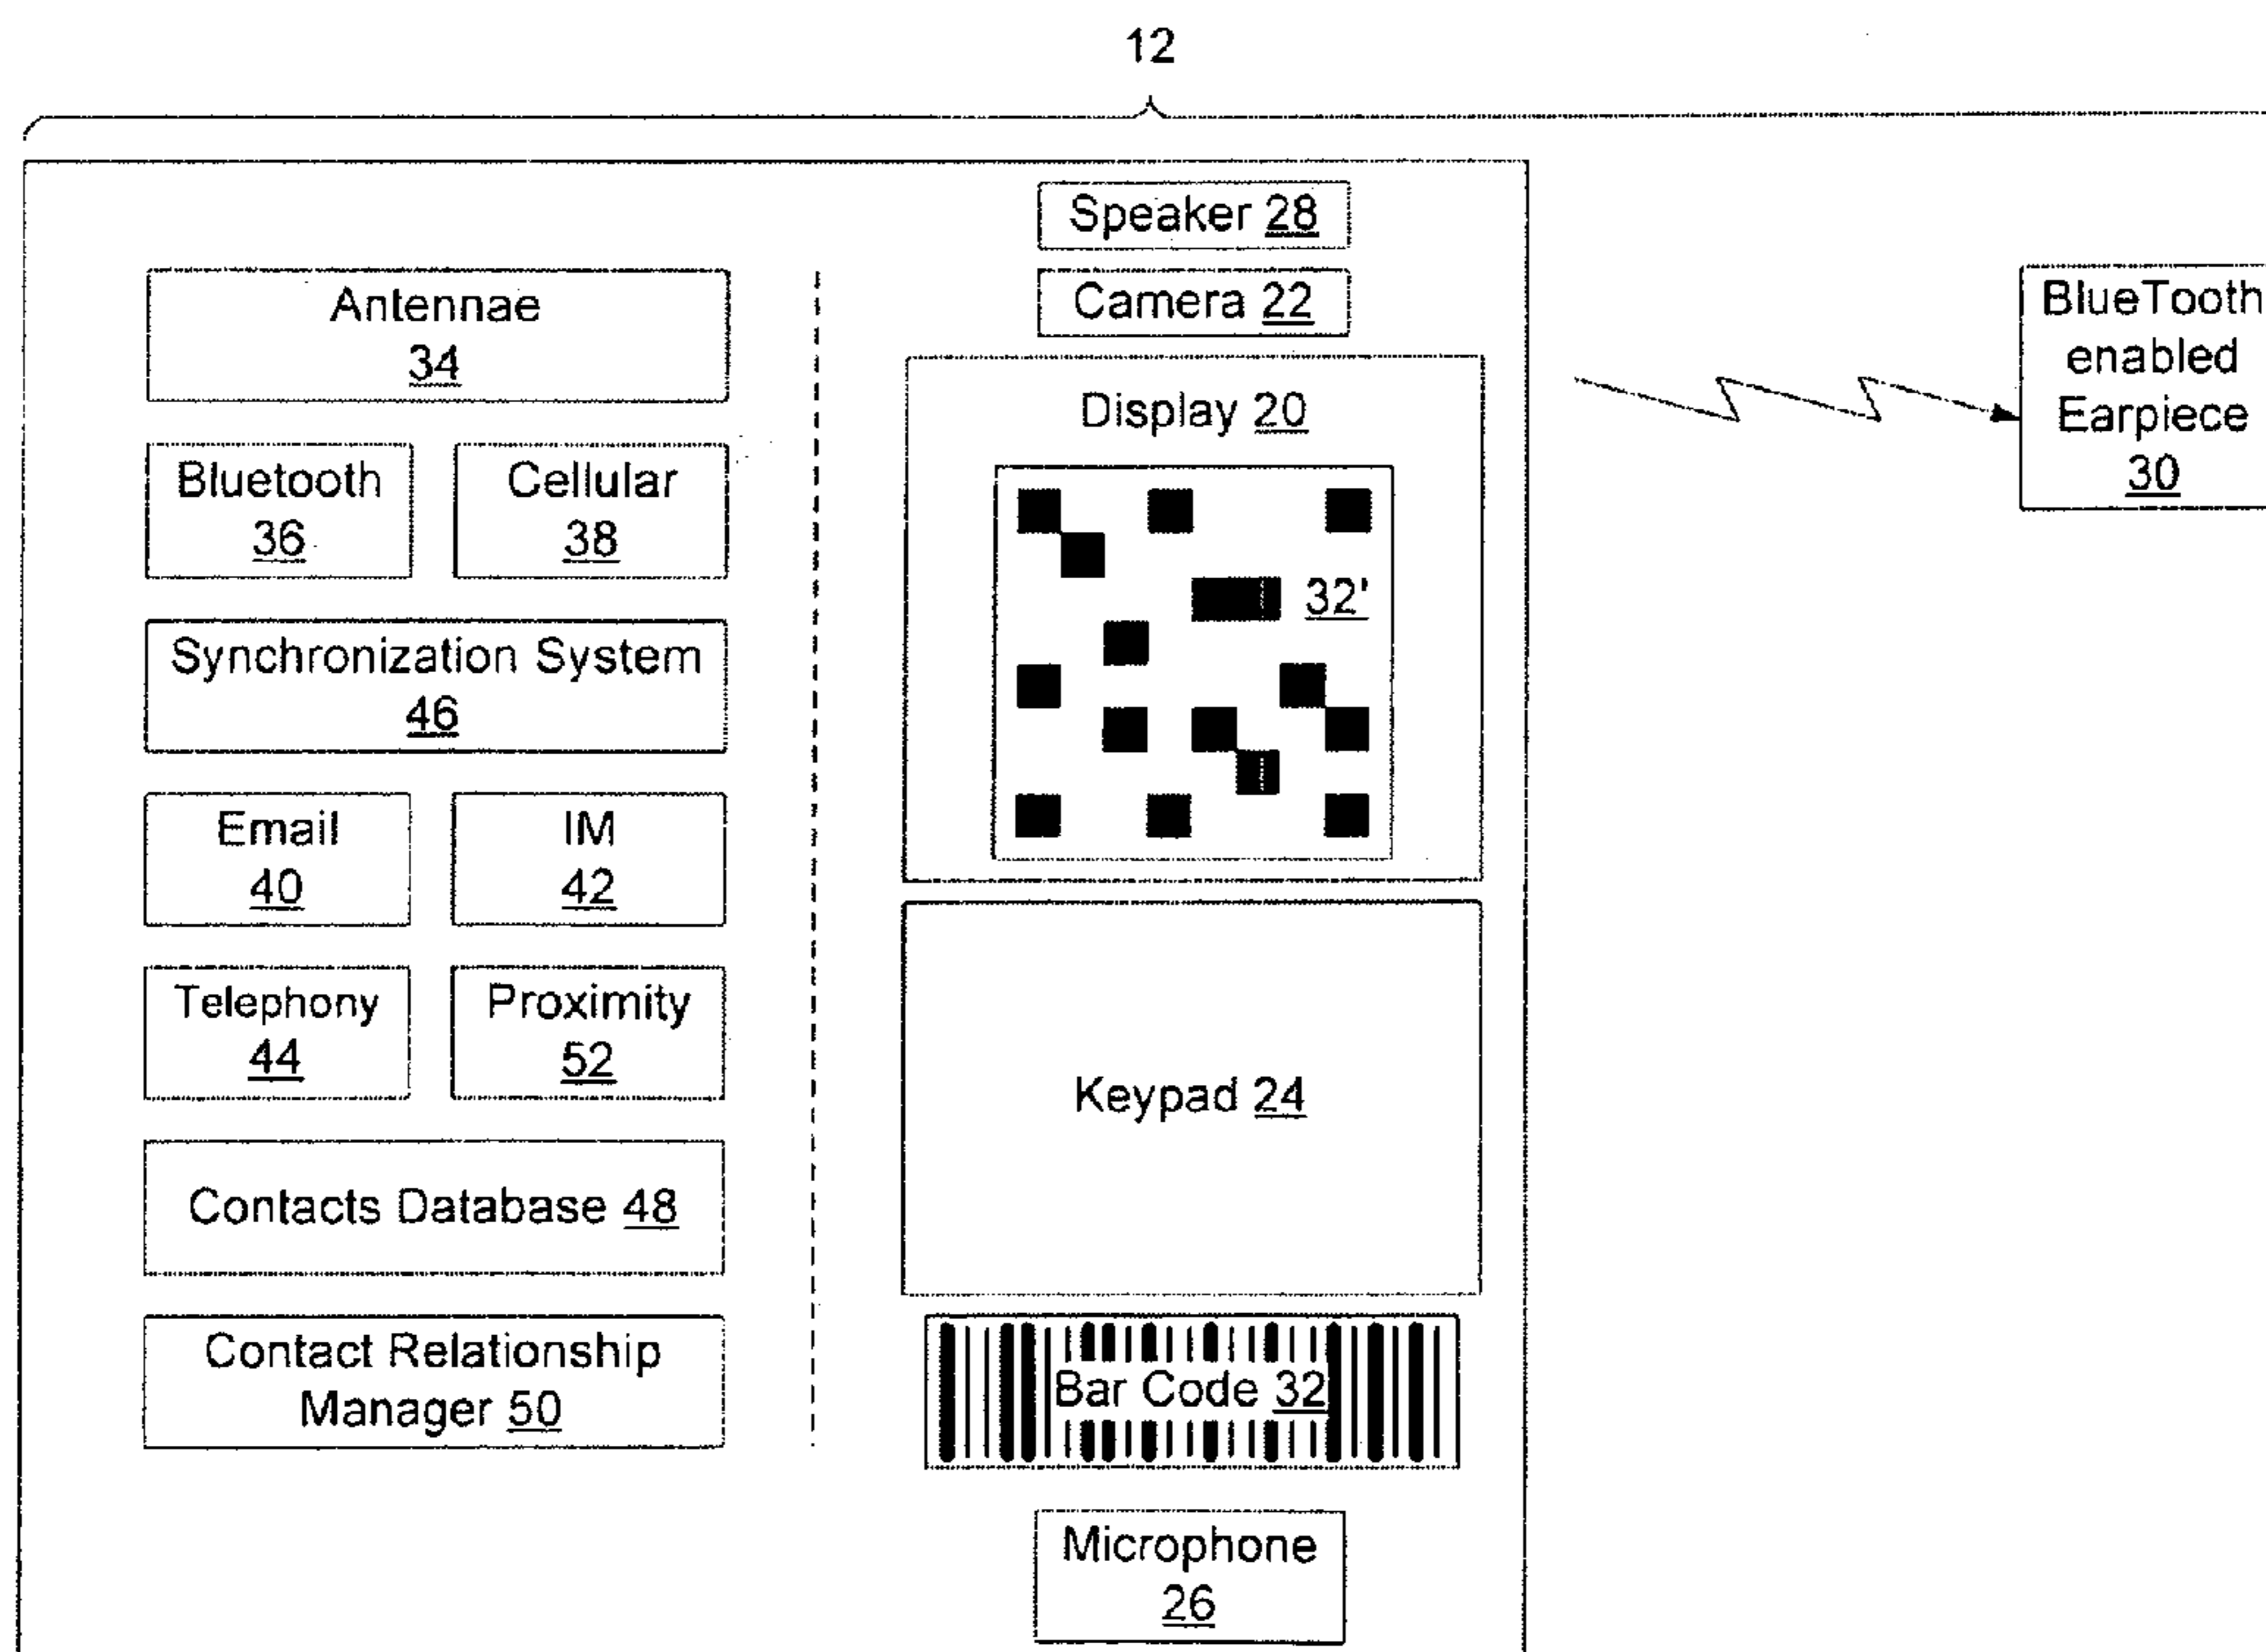 12
Antennae
34
Bluetooth
36
Cellular
38
Synchronization System
46
Email
40
IM
42
Telephony
44
Proximity
52
Contacts Database 48
Contact Relationship
Manager 50
Speaker 28
Camera 22
Display 20
32'
Keypad 24
Bar Code 32
Microphone
26
BlueTooth
enabled
Earpiece
30